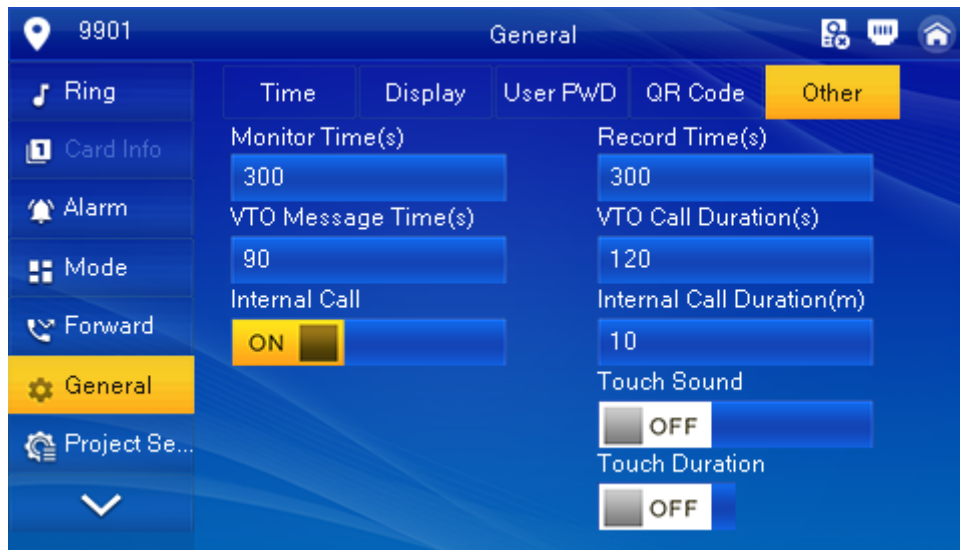 9901
General
Ring
Card Info
Alarm
Mode
Forward
General
Project Se...
Time Display User PWD QR Code Other
Monitor Time(s) Record Time(s)
300 300
VTO Message Time(s) VTO Call Duration(s)
90 120
Internal Call Internal Call Duration(m)
ON 10
Touch Sound
OFF
Touch Duration
OFF